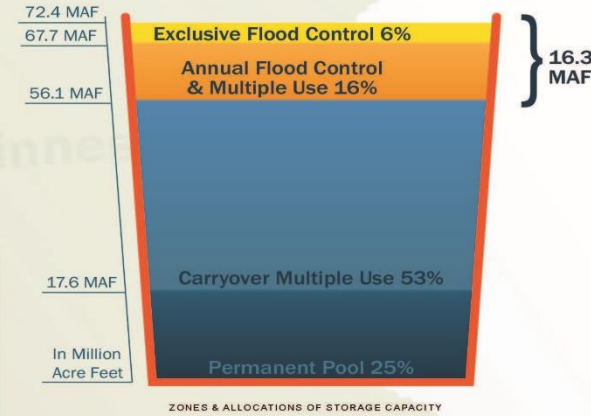 72.4 MAF
67.7 MAF
Exclusive Flood Control 6%
16.3
MAF
Annual Flood Control
& Multiple Use 16%
56.1 MAF
17.6 MAF
Carryover Multiple Use 53%
In Million
Acre Feet
Permanent Pool 25%
ZONES & ALLOCATIONS OF STORAGE CAPACITY